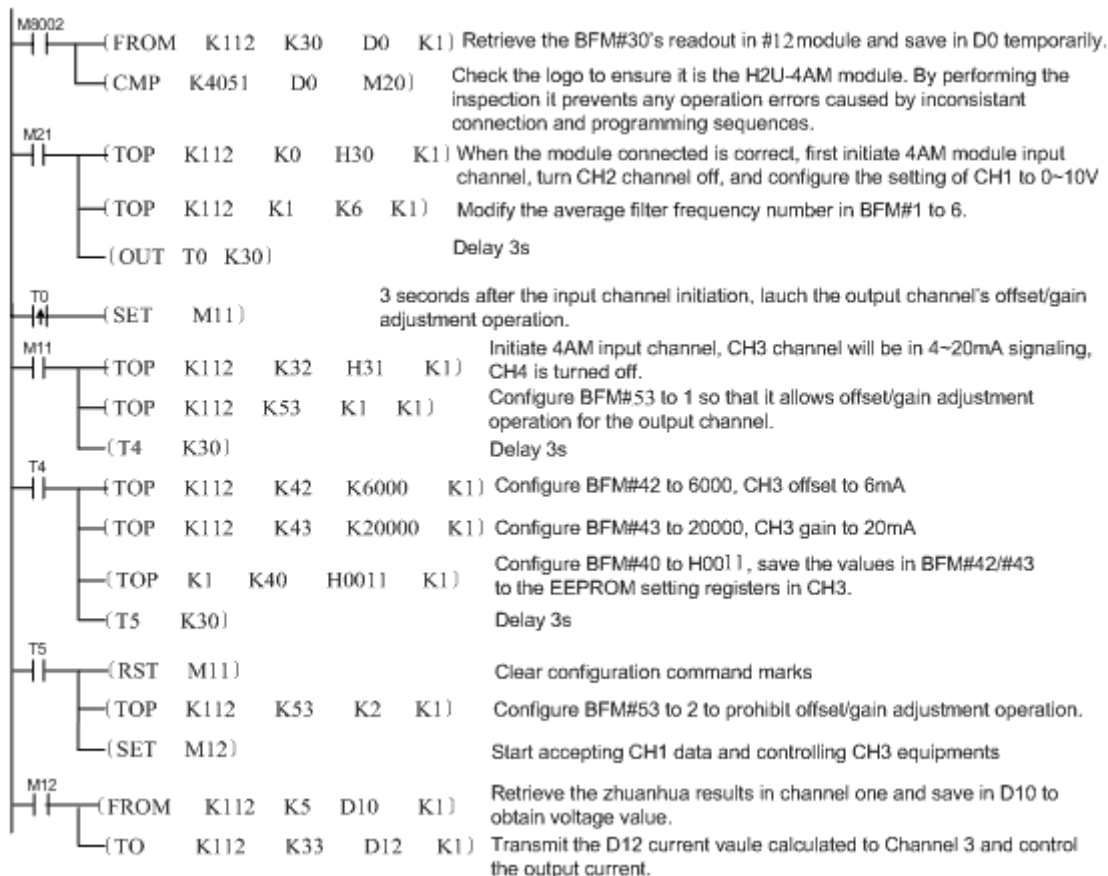 M8002
(FROM K112 K30 D0 K1) Retrieve the BFM#30's readout in #12module and save in D0 temporarily.
(CMP K4051 D0 M20) Check the logo to ensure it is the H2U-4AM module. By performing the
inspection it prevents any operation errors caused by inconsistant
connection and programming sequences.
M21
(TOP K112 K0 H30 K1) When the module connected is correct, first initiate 4AM module input
channel, turn CH2 channel off, and configure the setting of CH1 to 0~10V
(TOP K112 K1 K6 K1) Modify the average filter frequency number in BFM#1 to 6.
(OUT T0 K30) Delay 3s
T0
(SET M11) 3 seconds after the input channel initiation, lauch the output channel's offset/gain
adjustment operation.
M11
(TOP K112 K32 H31 K1) Initiate 4AM input channel, CH3 channel will be in 4~20mA signaling,
CH4 is turned off.
(TOP K112 K53 K1 K1) Configure BFM#53 to 1 so that it allows offset/gain adjustment
operation for the output channel.
(T4 K30) Delay 3s
T4
(TOP K112 K42 K6000 K1) Configure BFM#42 to 6000, CH3 offset to 6mA
(TOP K112 K43 K20000 K1) Configure BFM#43 to 20000, CH3 gain to 20mA
(TOP K1 K40 H0011 K1) Configure BFM#40 to H0011, save the values in BFM#42/#43
to the EEPROM setting registers in CH3.
(T5 K30) Delay 3s
T5
(RST M11) Clear configuration command marks
(TOP K112 K53 K2 K1) Configure BFM#53 to 2 to prohibit offset/gain adjustment operation.
(SET M12) Start accepting CH1 data and controlling CH3 equipments
M12
(FROM K112 K5 D10 K1) Retrieve the zhuanhua results in channel one and save in D10 to
obtain voltage value.
(TO K112 K33 D12 K1) Transmit the D12 current vaule calculated to Channel 3 and control
the output current.